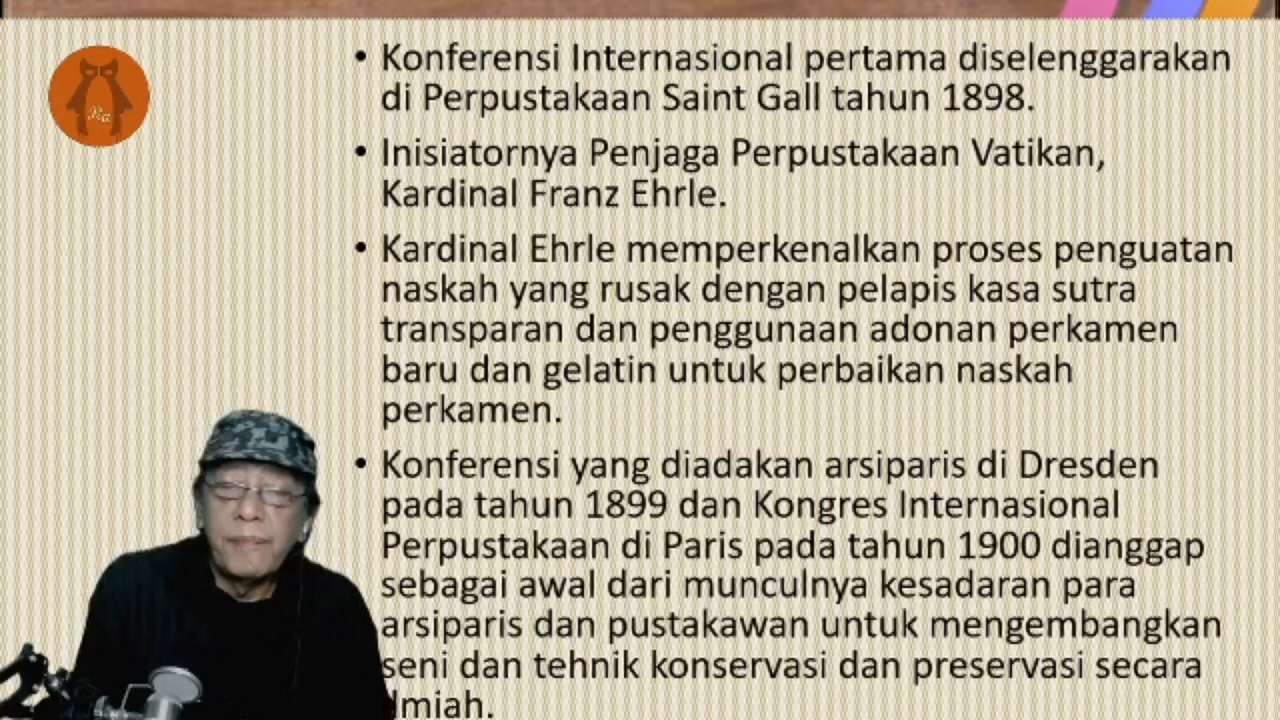 • Konferensi Internasional pertama diselenggarakan
di Perpustakaan Saint Gall tahun 1898.
• Inisiatornya Penjaga Perpustakaan Vatikan,
Kardinal Franz Ehrle.
• Kardinal Ehrle memperkenalkan proses penguatan
naskah yang rusak dengan pelapis kasa sutra
transparan dan penggunaan adonan perkamen
baru dan gelatin untuk perbaikan naskah
perkamen.
• Konferensi yang diadakan arsiparis di Dresden
pada tahun 1899 dan Kongres Internasional
Perpustakaan di Paris pada tahun 1900 dianggap
sebagai awal dari munculnya kesadaran para
arsiparis dan pustakawan untuk mengembangkan
seni dan tehnik konservasi dan preservasi secara
ilmiah.